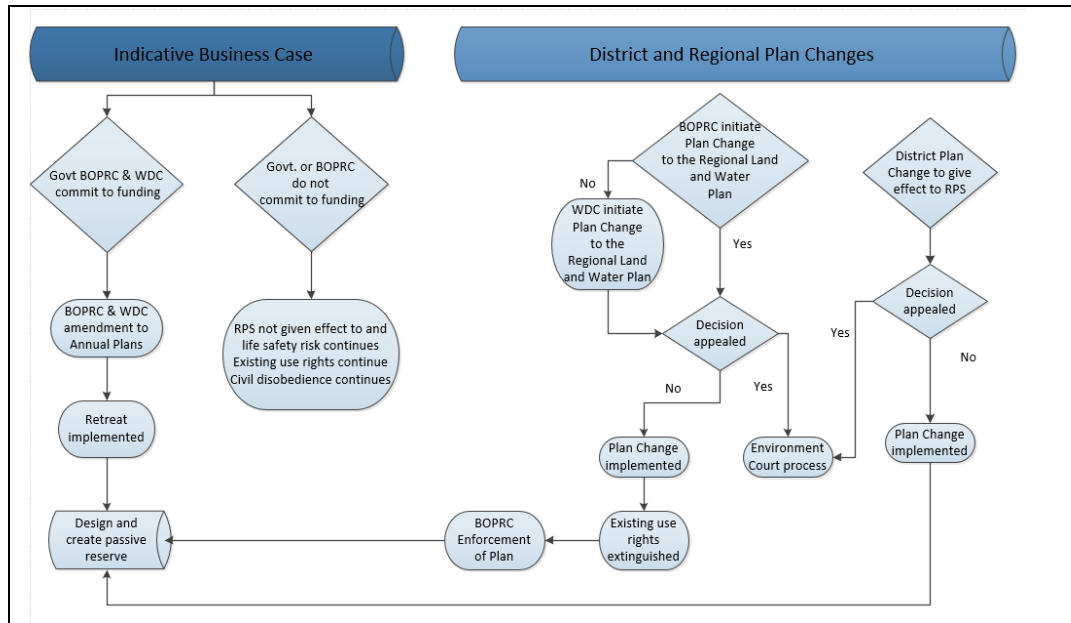 Indicative Business Case
District and Regional Plan Changes
Govt BOPRC & WDC
commit to funding
Govt. or BOPRC
do not
commit to funding
BOPRC initiate
Plan Change
to the Regional Land
and Water
Plan
District Plan
Change to give
effect to RPS
No
WDC initiate
Plan Change
to the
Regional Land
and Water Plan
Yes
BOPRC & WDC
amendment to
Annual Plans
RPS not given effect to and
life safety risk continues
Existing use rights continue
Civil disobedience continues
Decision
appealed
Decision
appealed
Yes
No
No
Yes
Retreat
implemented
Plan Change
implemented
Environment
Court process
Plan Change
implemented
Design and
create passive
reserve
BOPRC
Enforcement
of Plan
Existing use
rights
extinguished